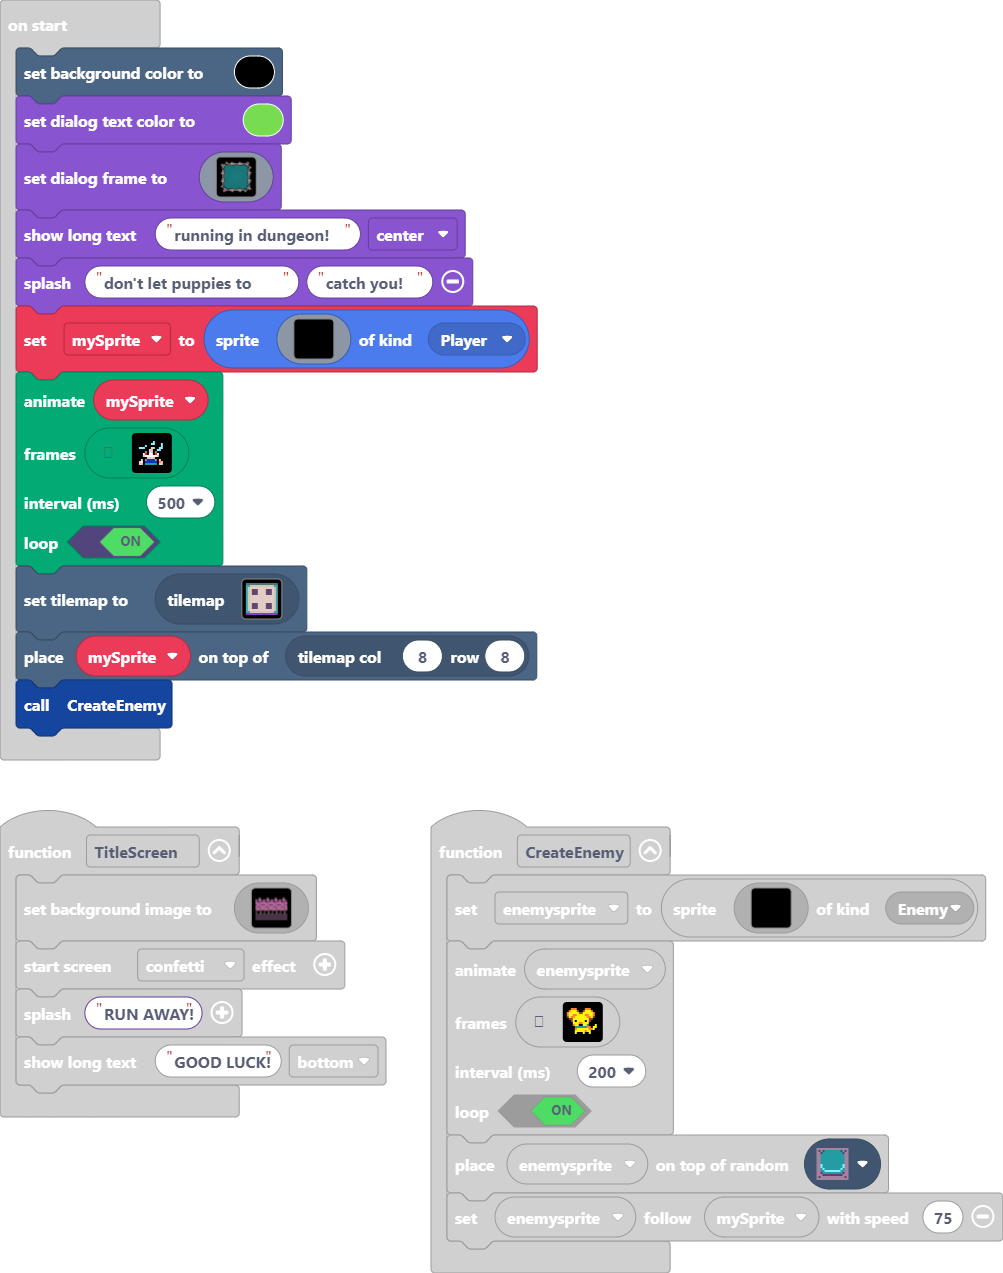 on start
set background color to
set dialog text color to
set dialog frame to
show long text "running in dungeon!" center
splash "don't let puppies to" "catch you!"
set mySprite to sprite of kind Player
animate mySprite
frames
interval (ms) 500
loop ON
set tilemap to tilemap
place mySprite on top of tilemap col 8 row 8
call CreateEnemy
function TitleScreen
set background image to
start screen confetti effect
splash "RUN AWAY!"
show long text "GOOD LUCK!" bottom
function CreateEnemy
set enemysprite to sprite of kind Enemy
animate enemysprite
frames
interval (ms) 200
loop ON
place enemysprite on top of random
set enemysprite follow mySprite with speed 75